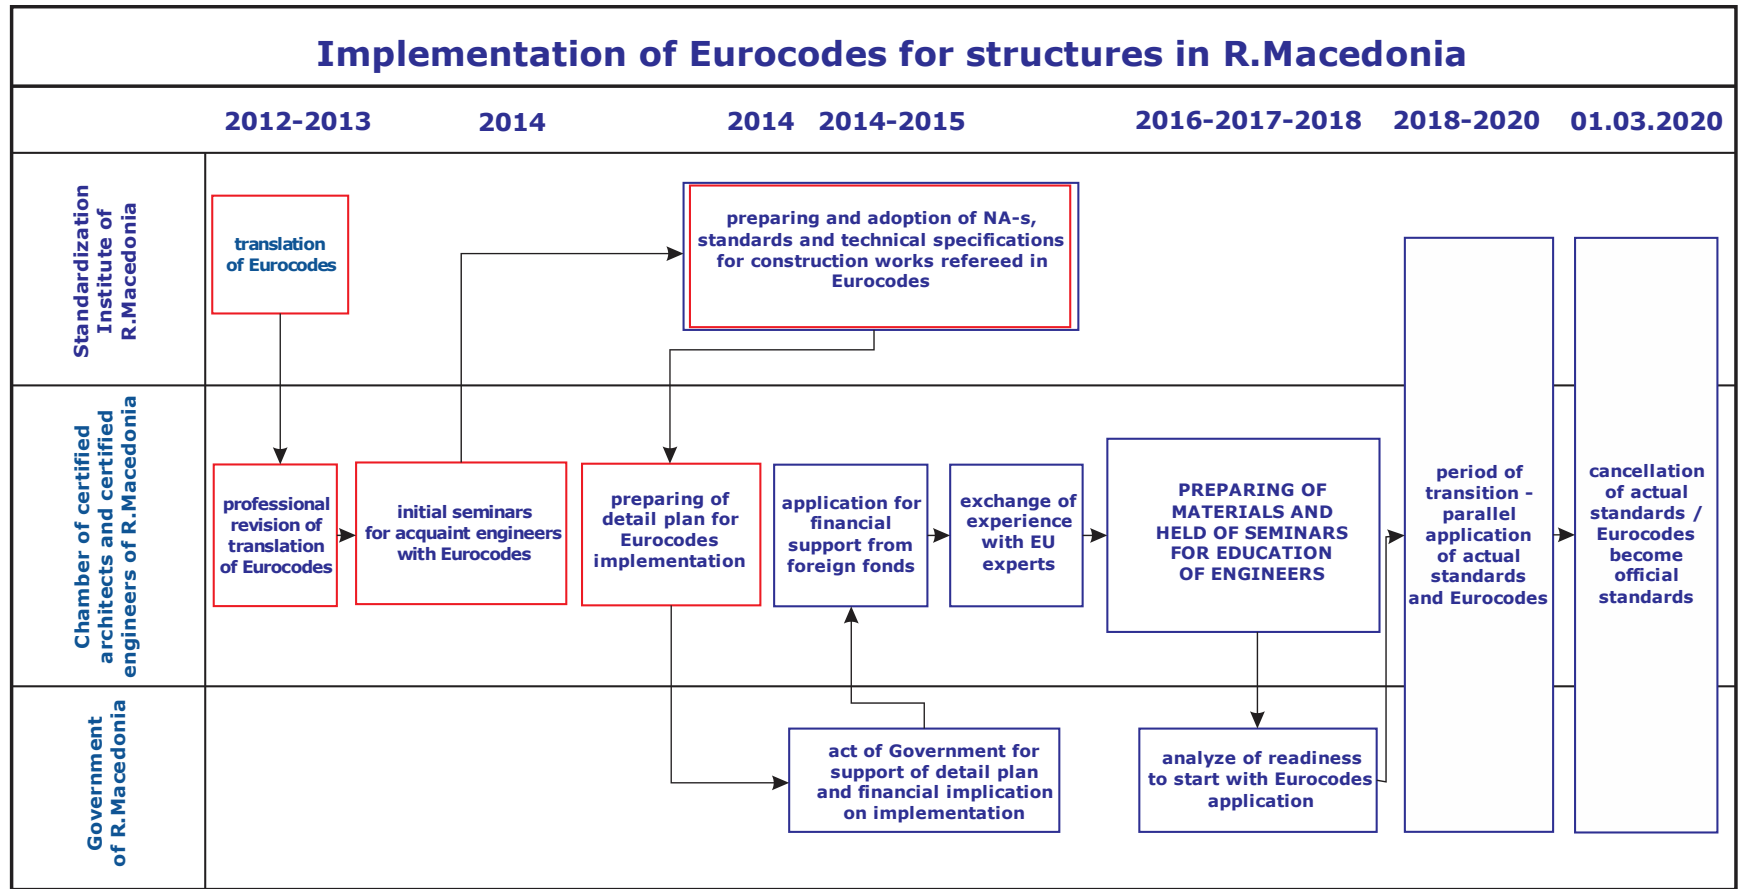 Implementation of Eurocodes for structures in R.Macedonia
2012-2013
2014
2014
2014-2015
2016-2017-2018
2018-2020
01.03.2020
Standardization
Institute of
R.Macedonia
translation
of Eurocodes
preparing and adoption of NA-s,
standards and technical specifications
for construction works refereed in
Eurocodes
Chamber of certified
architects and certified
engineers of R.Macedonia
professional
revision of
translation
of Eurocodes
initial seminars
for acquaint engineers
with Eurocodes
preparing of
detail plan for
Eurocodes
implementation
application for
financial
support from
foreign fonds
exchange of
experience
with EU
experts
PREPARING OF
MATERIALS AND
HELD OF SEMINARS
FOR EDUCATION
OF ENGINEERS
period of
transition -
parallel
application
of actual
standards
and Eurocodes
cancellation
of actual
standards /
Eurocodes
become
official
standards
Government
of R.Macedonia
act of Government for
support of detail plan
and financial implication
on implementation
analyze of readiness
to start with Eurocodes
application